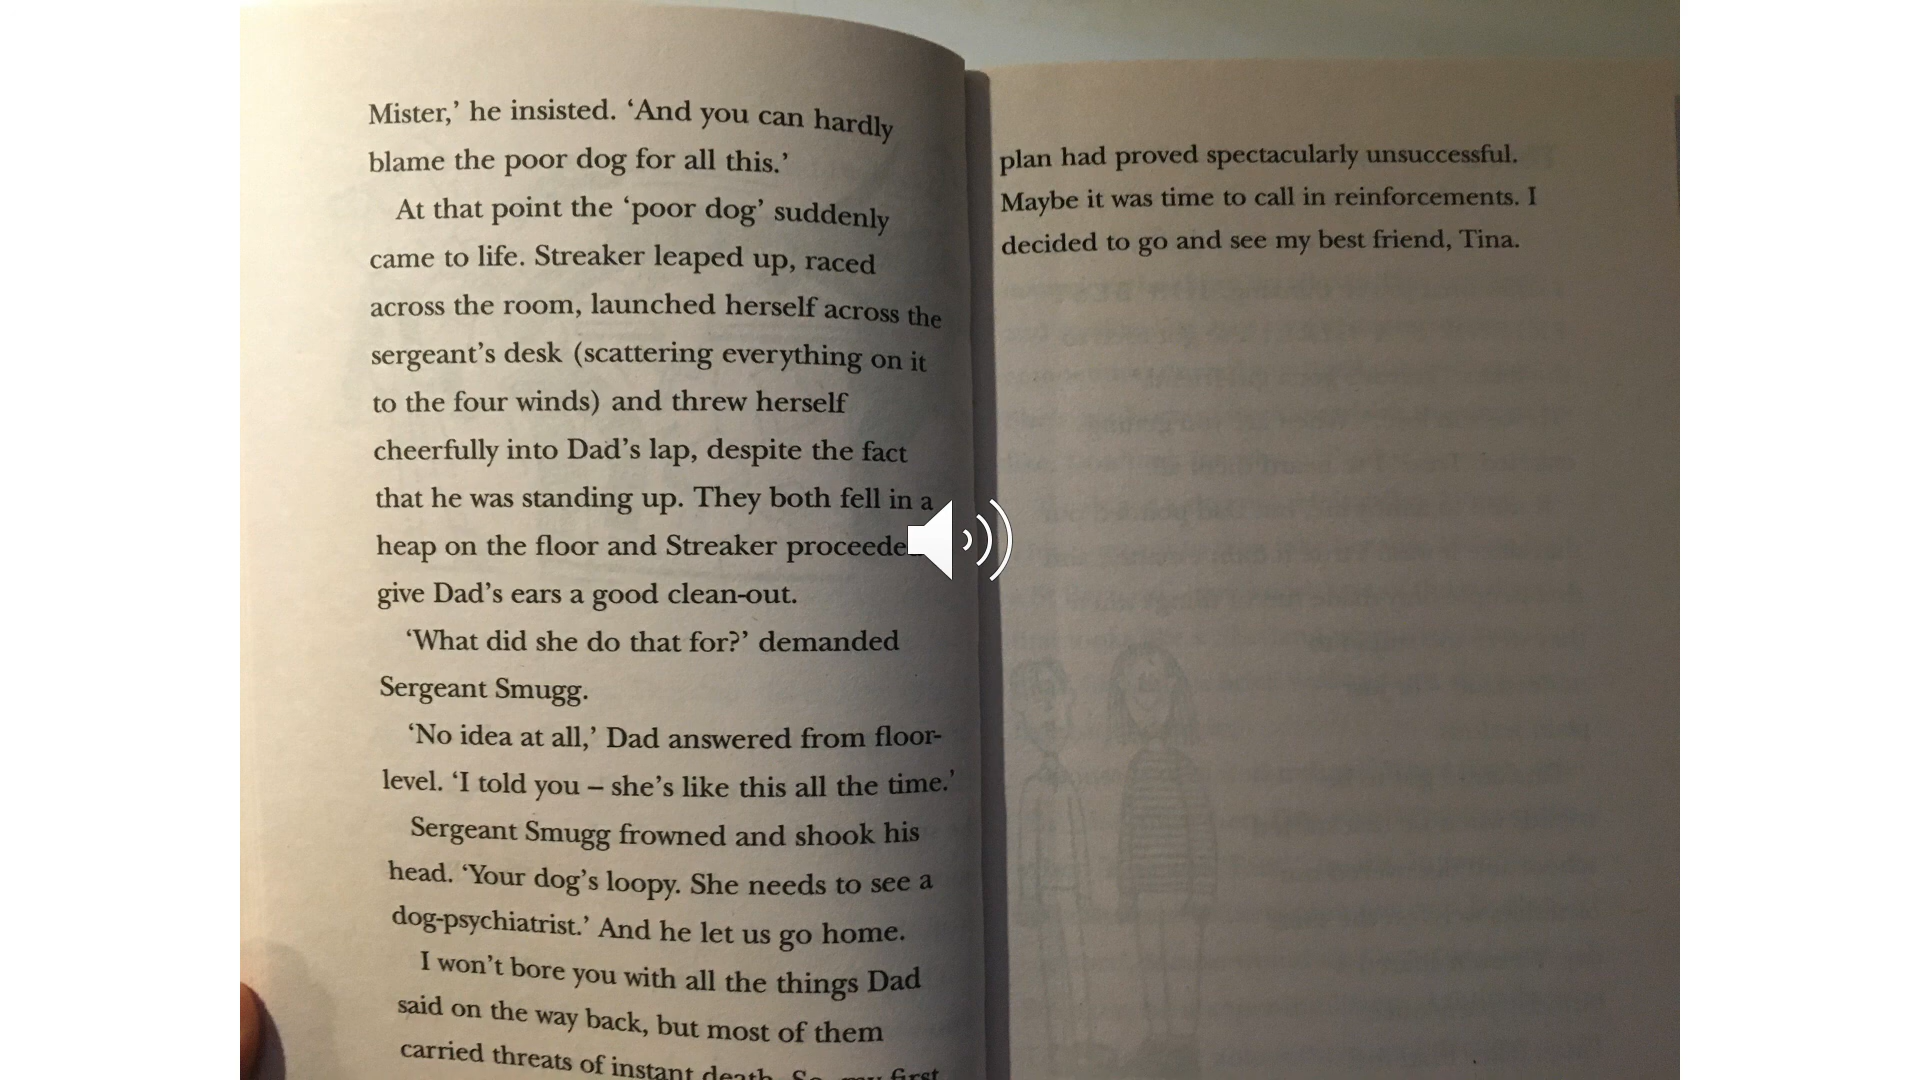 Mister,’ he insisted. ‘And you can hardly
blame the poor dog for all this.’
At that point the ‘poor dog’ suddenly
came to life. Streaker leaped up, raced
across the room, launched herself across the
sergeant’s desk (scattering everything on it
to the four winds) and threw herself
cheerfully into Dad’s lap, despite the fact
that he was standing up. They both fell in a
heap on the floor and Streaker
give Dad’s ears a good clean-out.
‘What did she do that for?’ demanded
Sergeant Smugg.
‘No idea at all,’ Dad answered from floor-
level. ‘I told you – she’s like this all the time.’
Sergeant Smugg frowned and shook his
head. ‘Your dog’s loopy. She needs to see a
dog-psychiatrist.’ And he let us go home.
I won’t bore you with all the things Dad
said on the way back, but most of them
carried threats of instant death. So, my first
plan had proved spectacularly unsuccessful.
Maybe it was time to call in reinforcements. I
decided to go and see my best friend, Tina.